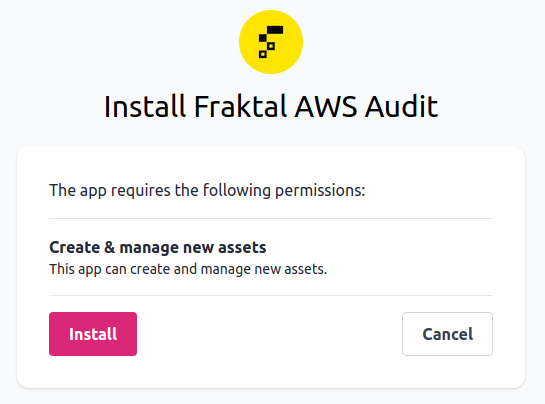 Install Fraktal AWS Audit
The app requires the following permissions:
Create & manage new assets
This app can create and manage new assets.
Install
Cancel